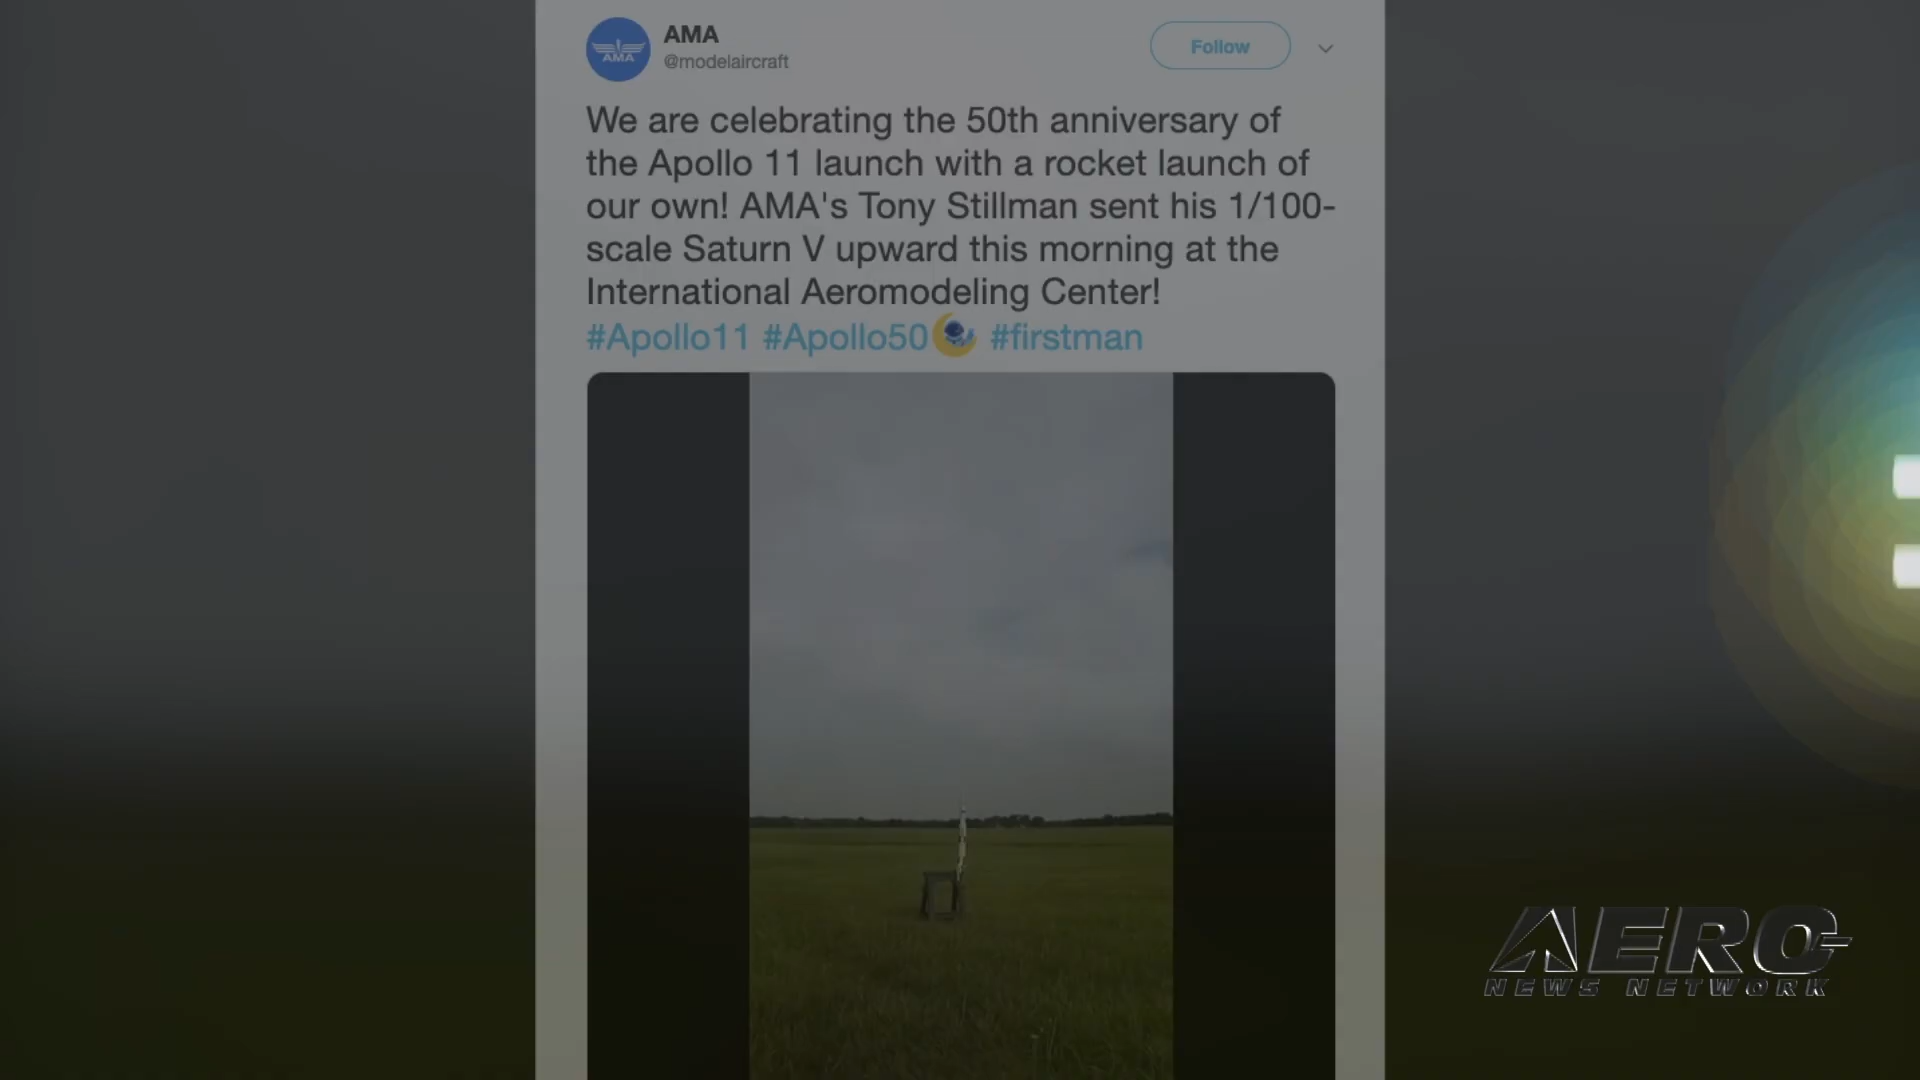 AMA
@modelaircraft
Follow
AMA
We are celebrating the 50th anniversary of
the Apollo 11 launch with a rocket launch of
our own! AMA's Tony Stillman sent his 1/100-
scale Saturn V upward this morning at the
International Aeromodeling Center!
#Apollo11 #Apollo50 #firstman
AERO
NEWS NETWORK